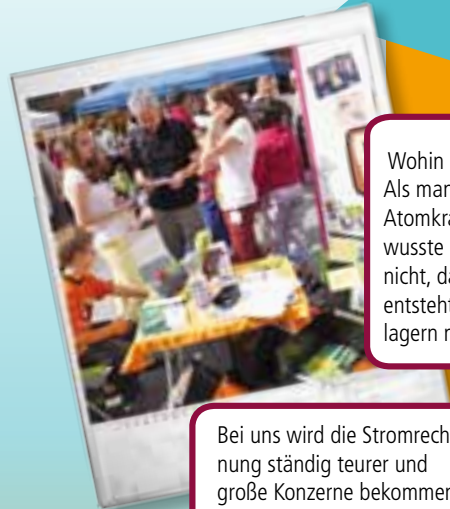 Wohin
Als man
Atomkra
wusste
nicht, da
entsteht
lagern
Bei uns wird die Stromrech
nung ständig teurer und
große Konzerne bekommen